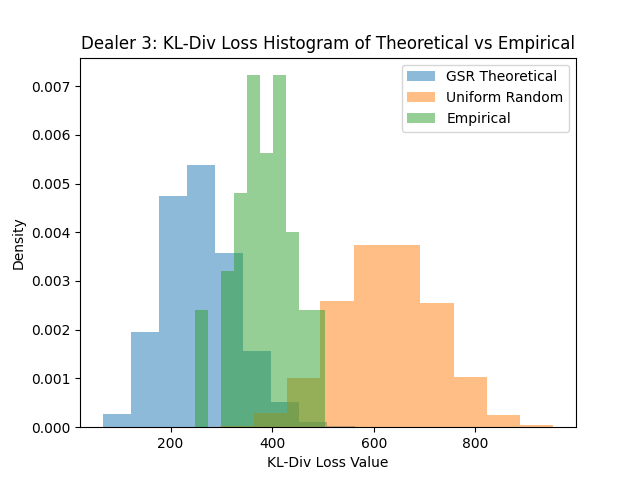 Dealer 3: KL-Div Loss Histogram of Theoretical vs Empirical
GSR Theoretical
Uniform Random
Empirical
0.007
0.006
0.005
0.004
0.003
0.002
0.001
0.000
Density
200
400
600
800
KL-Div Loss Value